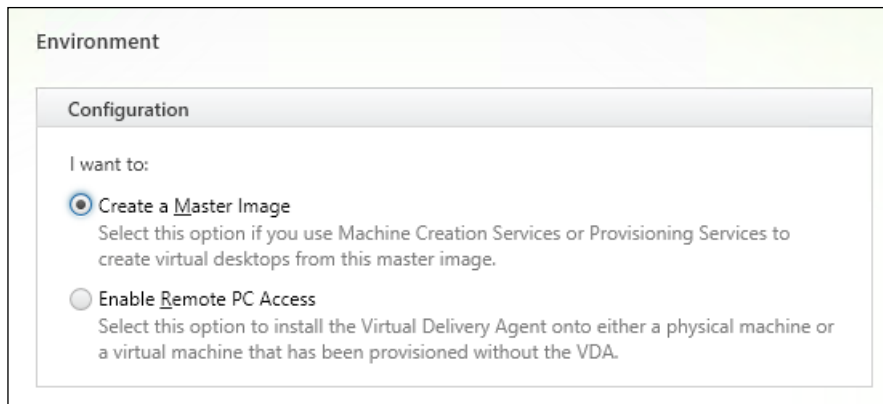 Environment
Configuration
I want to:
Create a Master Image
Select this option if you use Machine Creation Services or Provisioning Services to
create virtual desktops from this master image.
Enable Remote PC Access
Select this option to install the Virtual Delivery Agent onto either a physical machine or
a virtual machine that has been provisioned without the VDA.